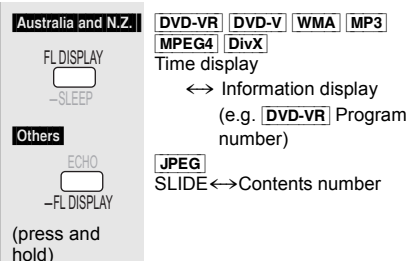 Australia and N.Z.
FL DISPLAY
–SLEEP
Others
ECHO
–FL DISPLAY
(press and
hold)
DVD-VR DVD-V WMA MP3
MPEG4 DivX
Time display
↔ Information display
(e.g. DVD-VR Program
number)
JPEG
SLIDE↔Contents number